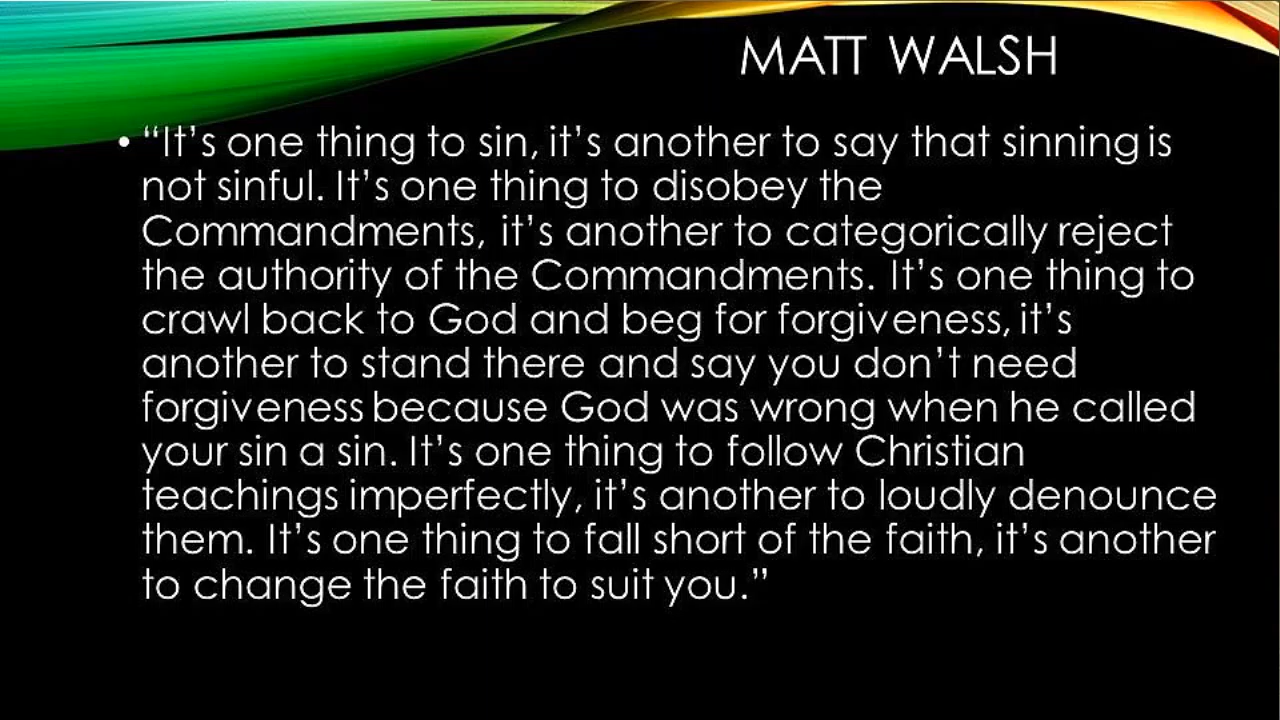 MATT WALSH
• “It’s one thing to sin, it’s another to say that sinning is
not sinful. It’s one thing to disobey the
Commandments, it’s another to categorically reject
the authority of the Commandments. It’s one thing to
crawl back to God and beg for forgiveness, it’s
another to stand there and say you don’t need
forgiveness because God was wrong when he called
your sin a sin. It’s one thing to follow Christian
teachings imperfectly, it’s another to loudly denounce
them. It’s one thing to fall short of the faith, it’s another
to change the faith to suit you.”